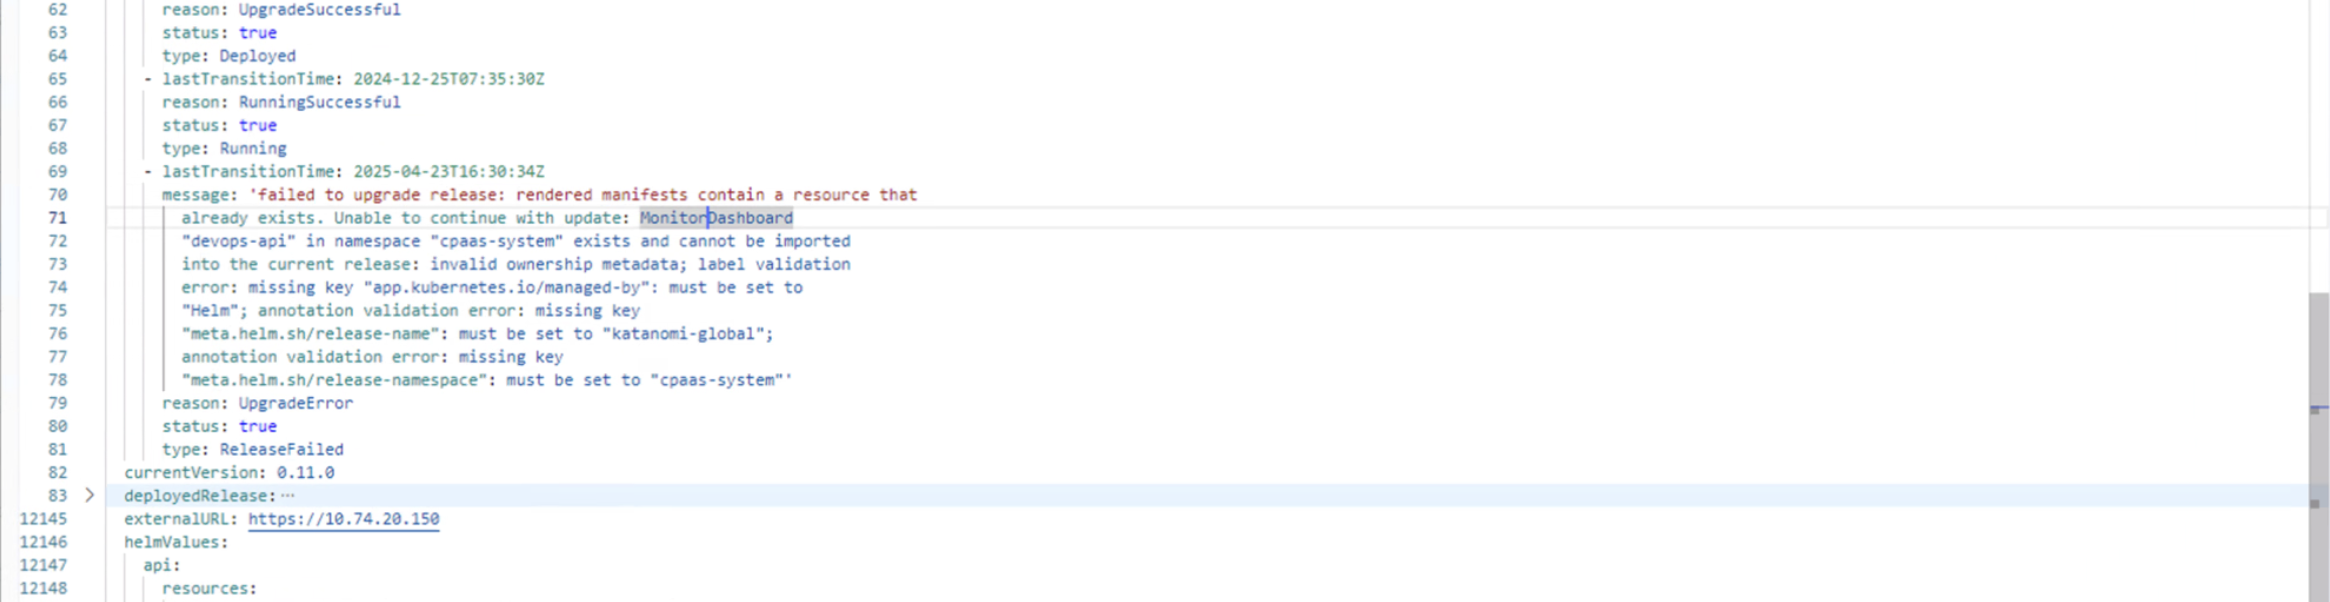 62 reason: UpgradeSuccessful
63 status: true
64 type: Deployed
65 - lastTransitionTime: 2024-12-25T07:35:30Z
66 reason: RunningSuccessful
67 status: true
68 type: Running
69 - lastTransitionTime: 2025-04-23T16:30:34Z
70 message: 'failed to upgrade release: rendered manifests contain a resource that
71 already exists. Unable to continue with update: MonitorDashboard
72 "devops-api" in namespace "cpaas-system" exists and cannot be imported
73 into the current release: invalid ownership metadata; label validation
74 error: missing key "app.kubernetes.io/managed-by": must be set to
75 "Helm"; annotation validation error: missing key
76 "meta.helm.sh/release-name": must be set to "katanomi-global";
77 annotation validation error: missing key
78 "meta.helm.sh/release-namespace": must be set to "cpaas-system"'
79 reason: UpgradeError
80 status: true
81 type: ReleaseFailed
82 currentVersion: 0.11.0
83 deployedRelease: ···
12145 externalURL: https://10.74.20.150
12146 helmValues:
12147 api:
12148 resources: